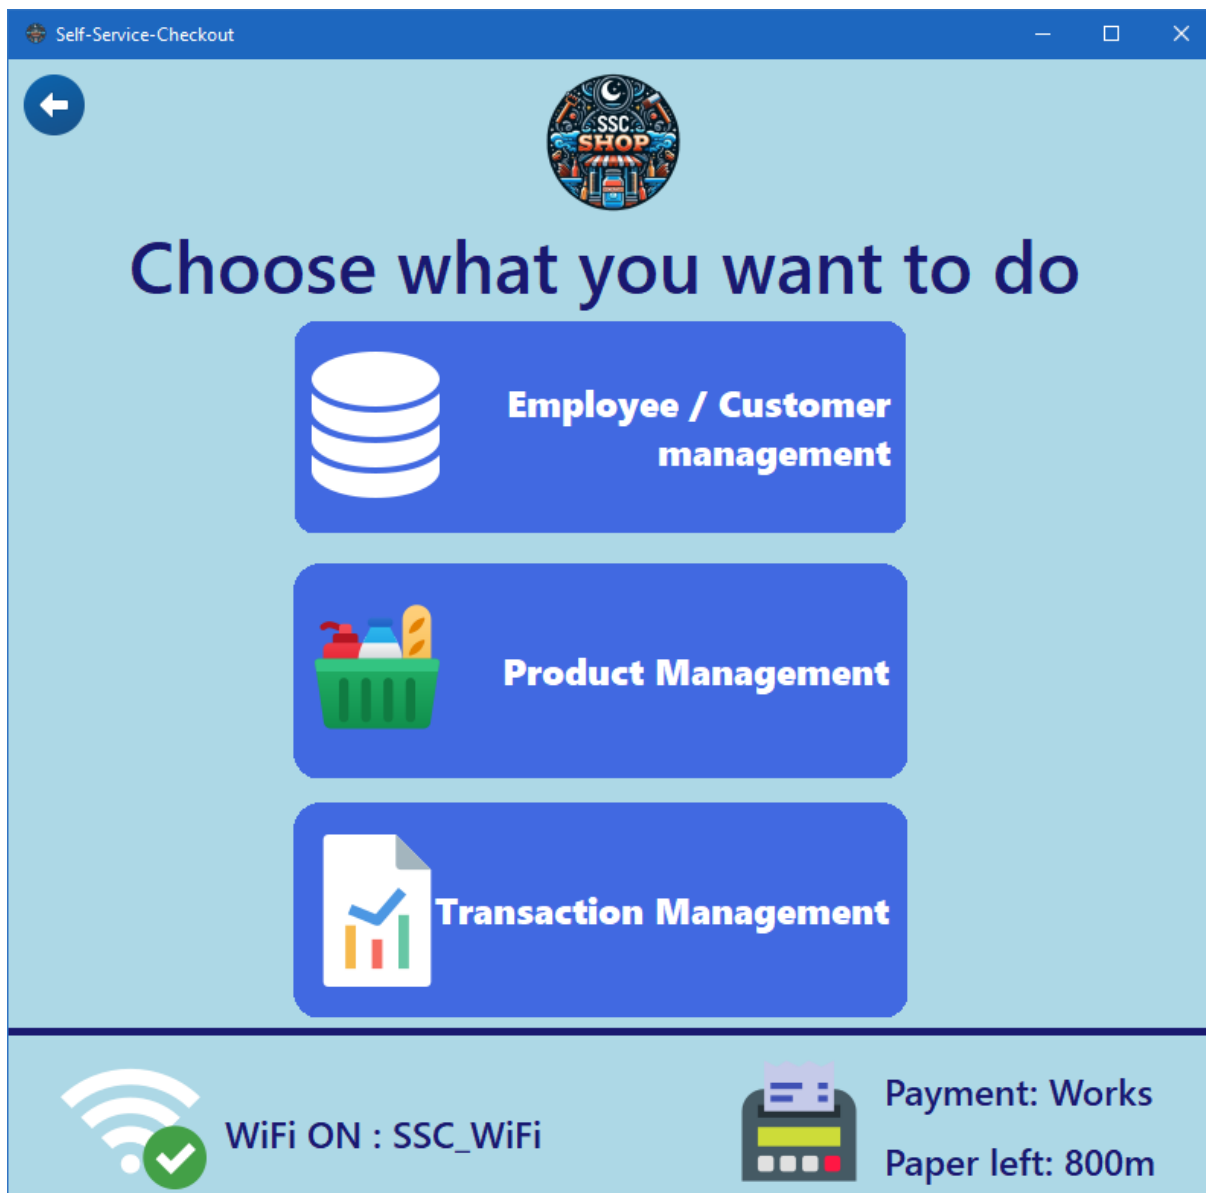 Self-Service-Checkout
SSC
SHOP
Choose what you want to do
Employee / Customer
management
Product Management
Transaction Management
WiFi ON : SSC_WiFi
Payment: Works
Paper left: 800m